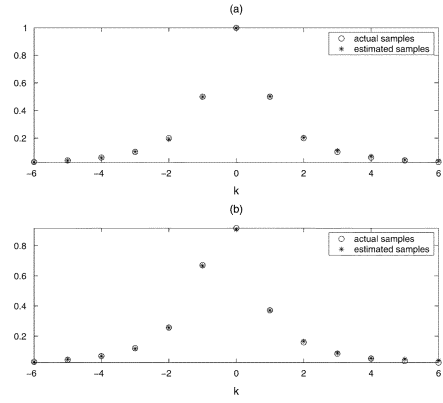 (a)
1
0.8
0.6
0.4
0.2
actual samples
estimated samples
-6 -4 -2 0 2 4 6
k
(b)
0.8
0.6
0.4
0.2
actual samples
estimated samples
-6 -4 -2 0 2 4 6
k